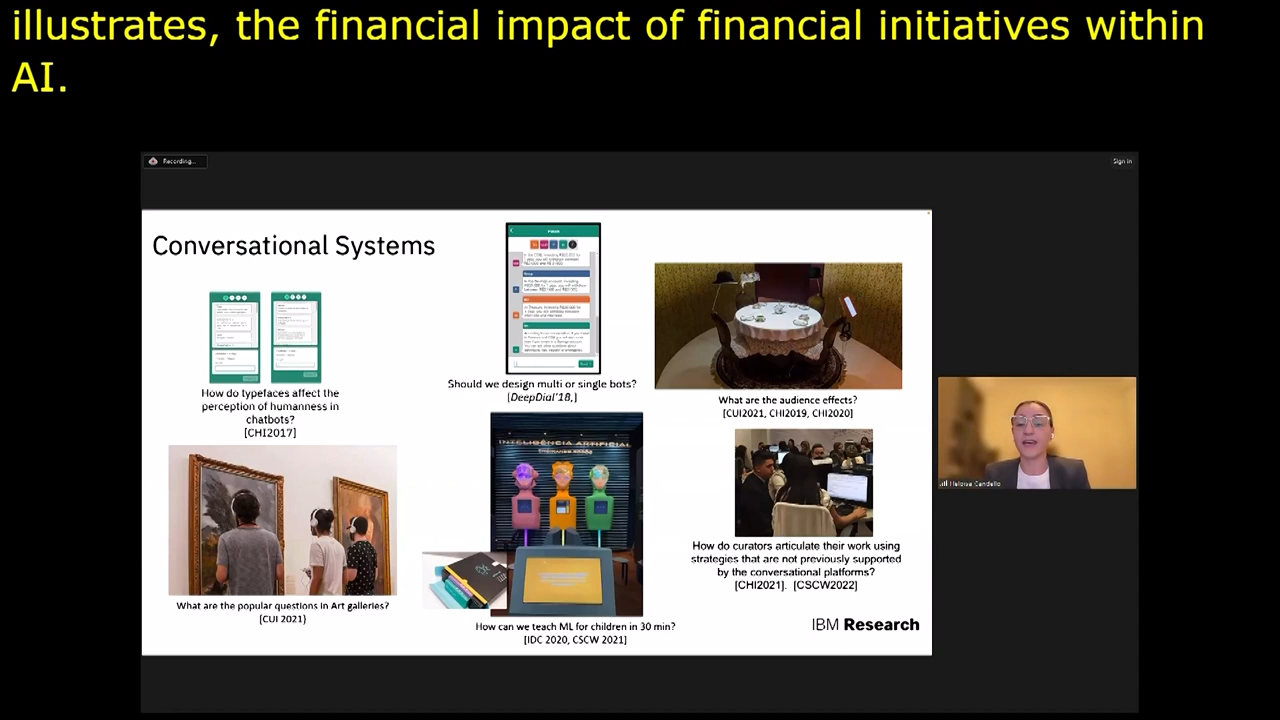 illustrates, the financial impact of financial initiatives within
AI.
Recording...
Sign in
Conversational Systems
How do typefaces affect the
perception of humanness in
chatbots?
[CHI2017]
Should we design multi or single bots?
[DeepDial'18,]
What are the audience effects?
[CUI2021, CHI2019, CHI2020]
What are the popular questions in Art galleries?
[CUI 2021)
INTELIGÊNCIA ARTIFICIAL
How can we teach ML for children in 30 min?
[IDC 2020, CSCW 2021]
How do curators articulate their work using
strategies that are not previously supported
by the conversational platforms?
[CHI2021]. [CSCW2022]
IBM Research
Heloisa Candello